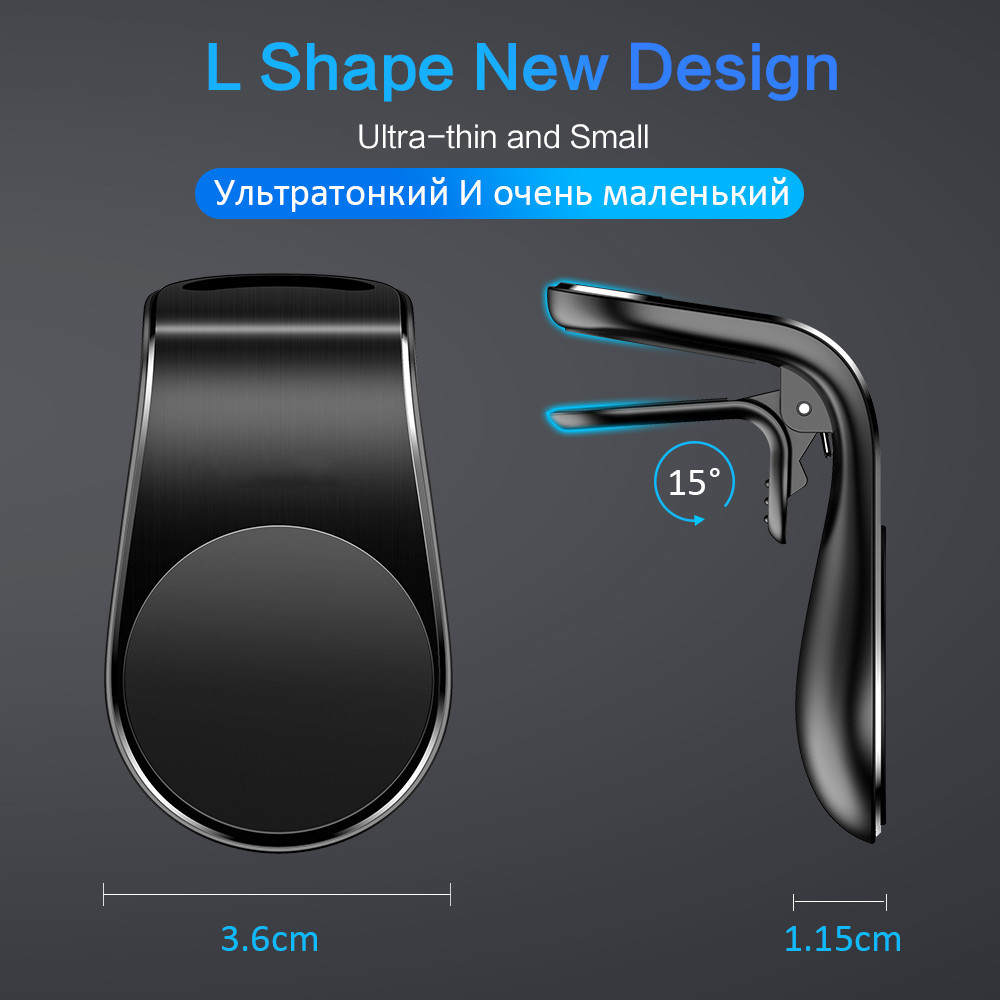 L Shape New Design
Ultra-thin and Small
Ультратонкий И очень маленький
15°
3.6cm
1.15cm